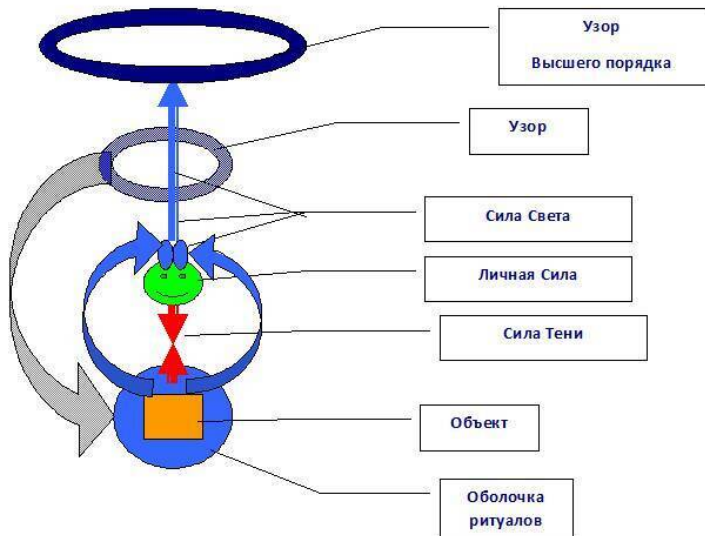 Узор
Высшего порядка
Узор
Сила Света
Личная Сила
Сила Тени
Объект
Оболочка
ритуалов